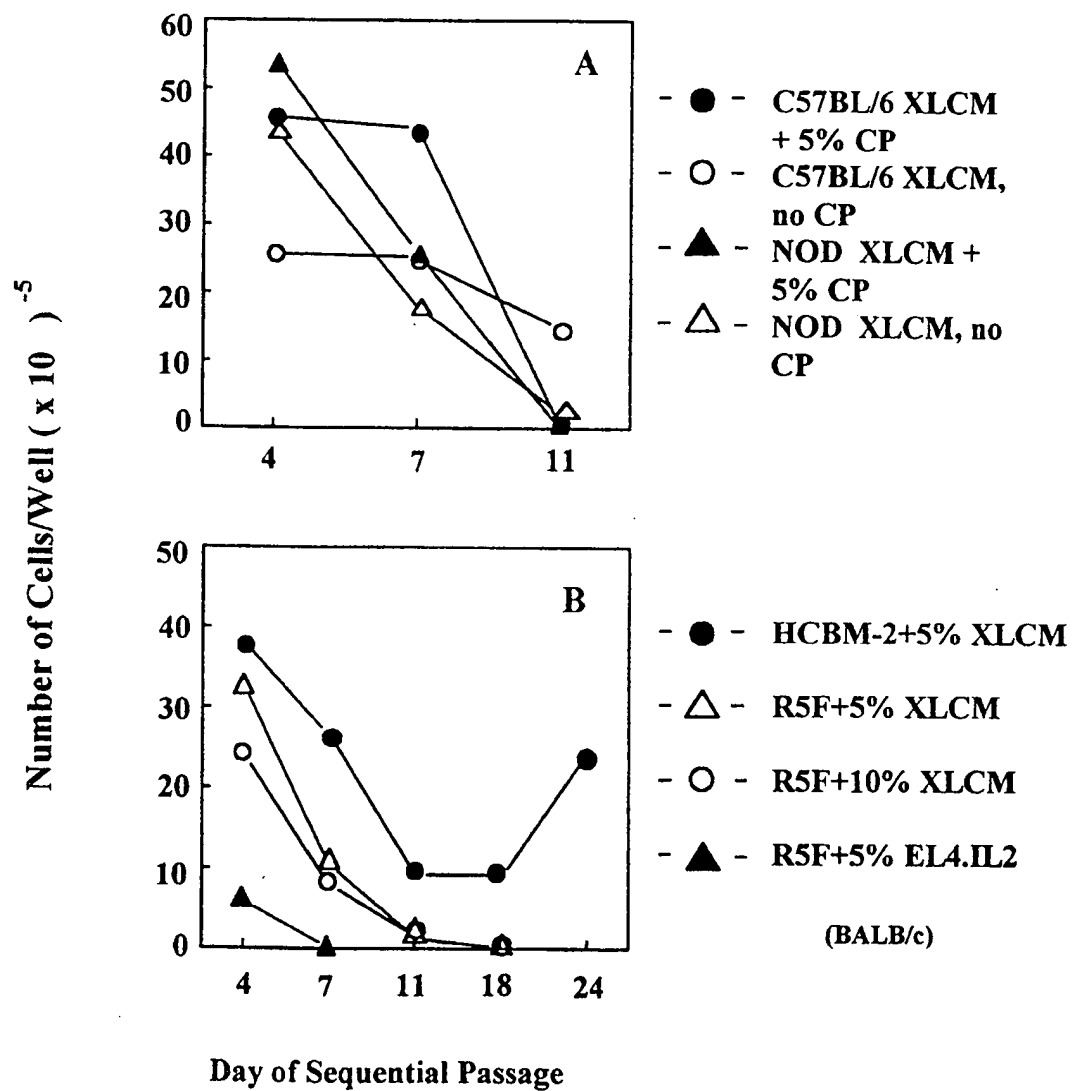 Number of Cells/Well ( x 10 ) -5
60
50
40
30
20
10
0
A
4 7 11
- ● - C57BL/6 XLCM
+ 5% CP
- ○ - C57BL/6 XLCM,
no CP
- ▲ - NOD XLCM +
5% CP
- △ - NOD XLCM, no
CP
50
40
30
20
10
0
B
4 7 11 18 24
- ● - HCBM-2+5% XLCM
- △ - R5F+5% XLCM
- ○ - R5F+10% XLCM
- ▲ - R5F+5% EL4.IL2
(BALB/c)
Day of Sequential Passage